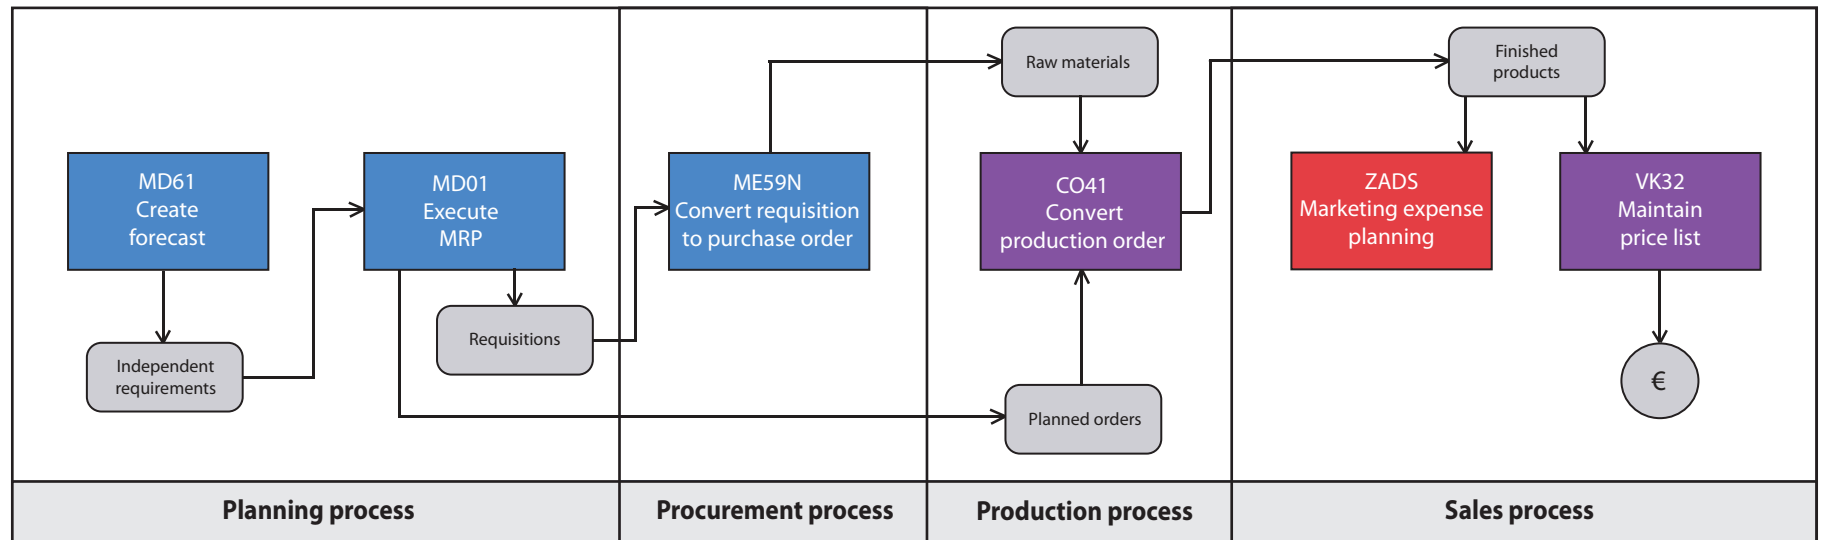 MD61
Create
forecast
Independent
requirements
MD01
Execute
MRP
Requisitions
ME59N
Convert requisition
to purchase order
Raw materials
CO41
Convert
production order
Planned orders
Finished
products
ZADS
Marketing expense
planning
VK32
Maintain
price list
€
Planning process
Procurement process
Production process
Sales process